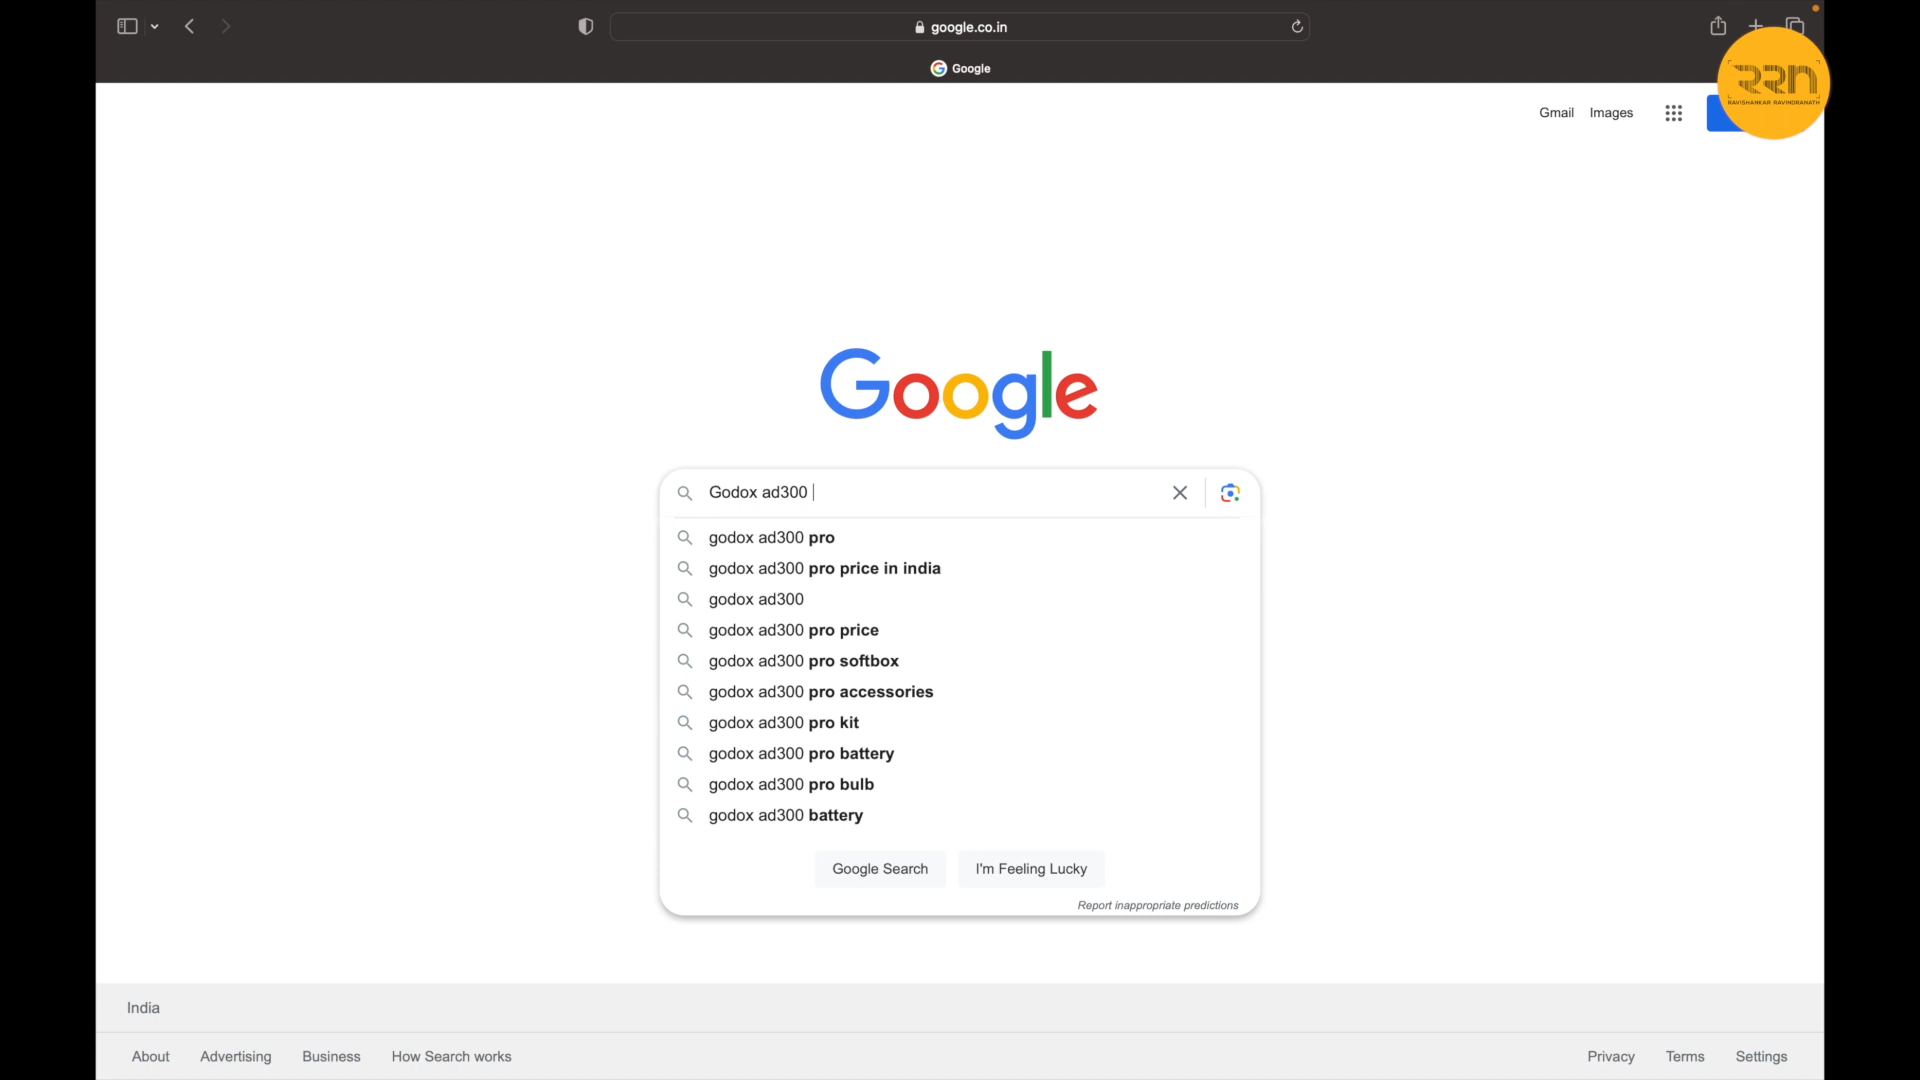 google.co.in
Google
RRN
RAVISHANKAR RAVINDRANATH
Gmail Images
Google
Godox ad300
godox ad300 pro
godox ad300 pro price in india
godox ad300
godox ad300 pro price
godox ad300 pro softbox
godox ad300 pro accessories
godox ad300 pro kit
godox ad300 pro battery
godox ad300 pro bulb
godox ad300 battery
Google Search I'm Feeling Lucky
Report inappropriate predictions
India
About Advertising Business How Search works Privacy Terms Settings